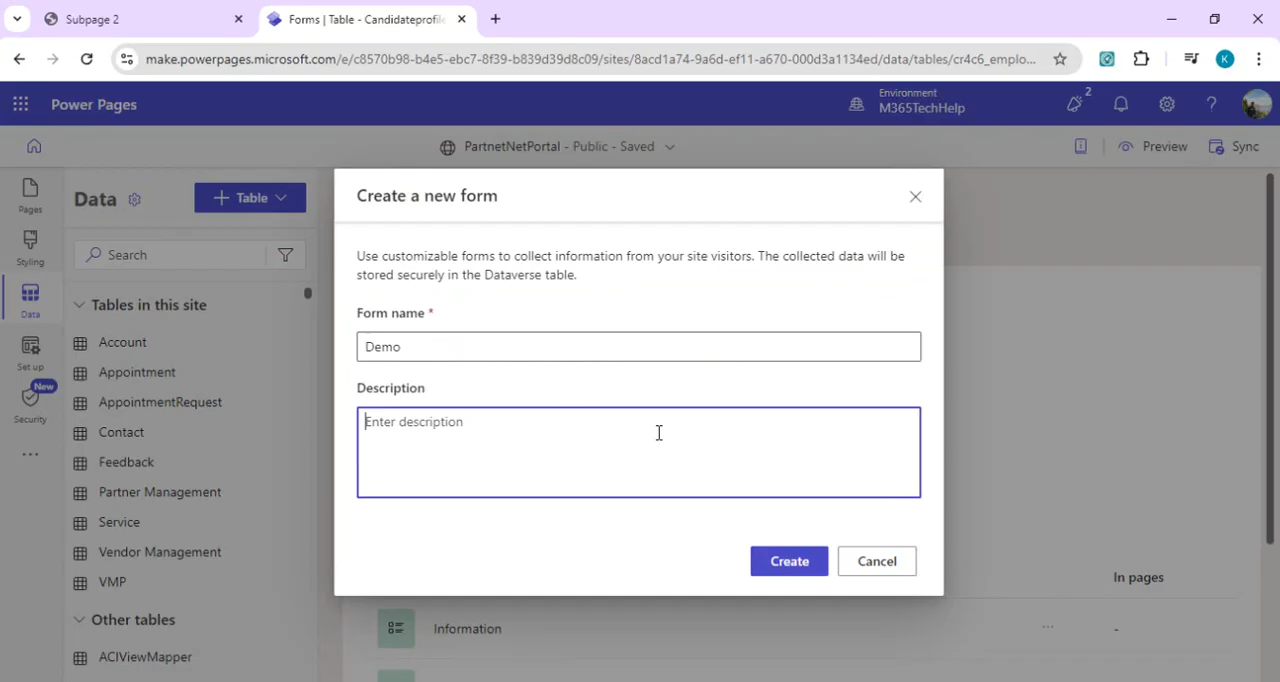 Subpage 2
Forms | Table - Candidateprofile
make.powerpages.microsoft.com/e/c8570b98-b4e5-ebc7-8f39-b839d39d8c09/sites/8acd1a74-9a6d-ef11-a670-000d3a1134ed/data/tables/cr4c6_emplo...
K
Power Pages
Environment
M365TechHelp
2
?
PartnetNetPortal - Public - Saved
Preview
Sync
Pages
Styling
Data
Set up
New
Security
Data
Table
Search
Tables in this site
Account
Appointment
AppointmentRequest
Contact
Feedback
Partner Management
Service
Vendor Management
VMP
Other tables
ACIViewMapper
Create a new form
Use customizable forms to collect information from your site visitors. The collected data will be
stored securely in the Dataverse table.
Form name *
Demo
Description
Enter description
Create
Cancel
In pages
Information
...
-